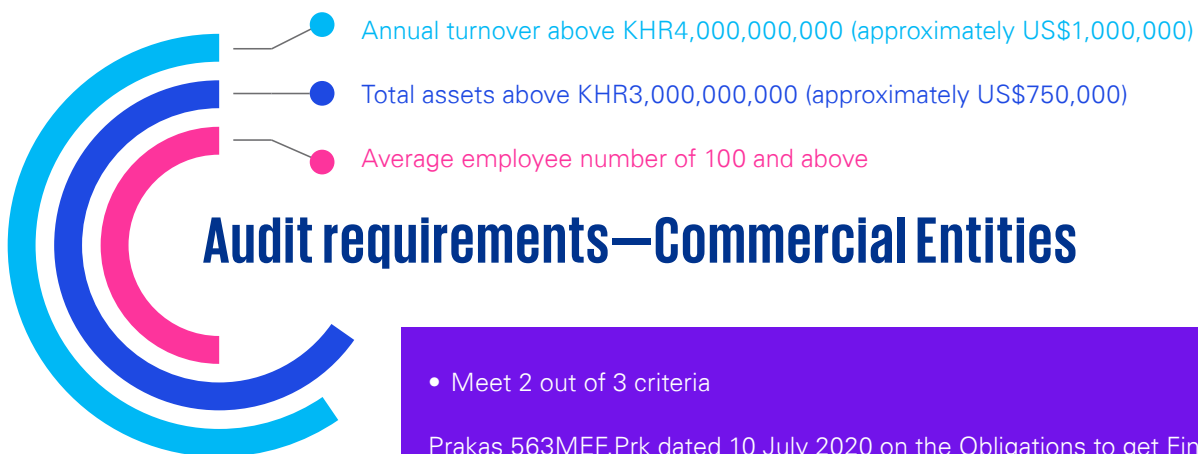 Annual turnover above KHR4,000,000,000 (approximately US$1,000,000)
Total assets above KHR3,000,000,000 (approximately US$750,000)
Average employee number of 100 and above
Audit requirements—Commercial Entities
• Meet 2 out of 3 criteria
Prakas 563MEF.Prk dated 10 July 2020 on the Obligations to get Fin